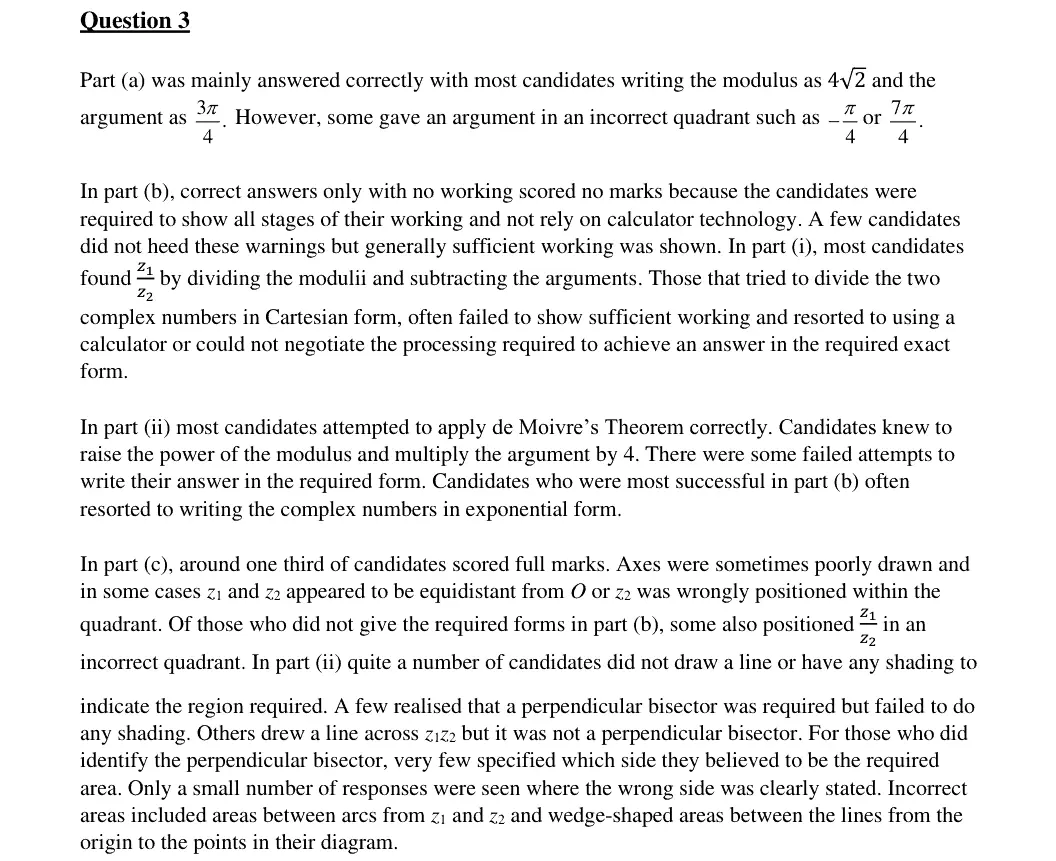 Question 3
Part (a) was mainly answered correctly with most candidates writing the modulus as 4√2 and the
argument as 3π/4. However, some gave an argument in an incorrect quadrant such as −π/4 or 7π/4.
In part (b), correct answers only with no working scored no marks because the candidates were
required to show all stages of their working and not rely on calculator technology. A few candidates
did not heed these warnings but generally sufficient working was shown. In part (i), most candidates
found z₁/z₂ by dividing the modulii and subtracting the arguments. Those that tried to divide the two
complex numbers in Cartesian form, often failed to show sufficient working and resorted to using a
calculator or could not negotiate the processing required to achieve an answer in the required exact
form.
In part (ii) most candidates attempted to apply de Moivre’s Theorem correctly. Candidates knew to
raise the power of the modulus and multiply the argument by 4. There were some failed attempts to
write their answer in the required form. Candidates who were most successful in part (b) often
resorted to writing the complex numbers in exponential form.
In part (c), around one third of candidates scored full marks. Axes were sometimes poorly drawn and
in some cases z₁ and z₂ appeared to be equidistant from O or z₂ was wrongly positioned within the
quadrant. Of those who did not give the required forms in part (b), some also positioned z₁/z₂ in an
incorrect quadrant. In part (ii) quite a number of candidates did not draw a line or have any shading to
indicate the region required. A few realised that a perpendicular bisector was required but failed to do
any shading. Others drew a line across z₁z₂ but it was not a perpendicular bisector. For those who did
identify the perpendicular bisector, very few specified which side they believed to be the required
area. Only a small number of responses were seen where the wrong side was clearly stated. Incorrect
areas included areas between arcs from z₁ and z₂ and wedge-shaped areas between the lines from the
origin to the points in their diagram.